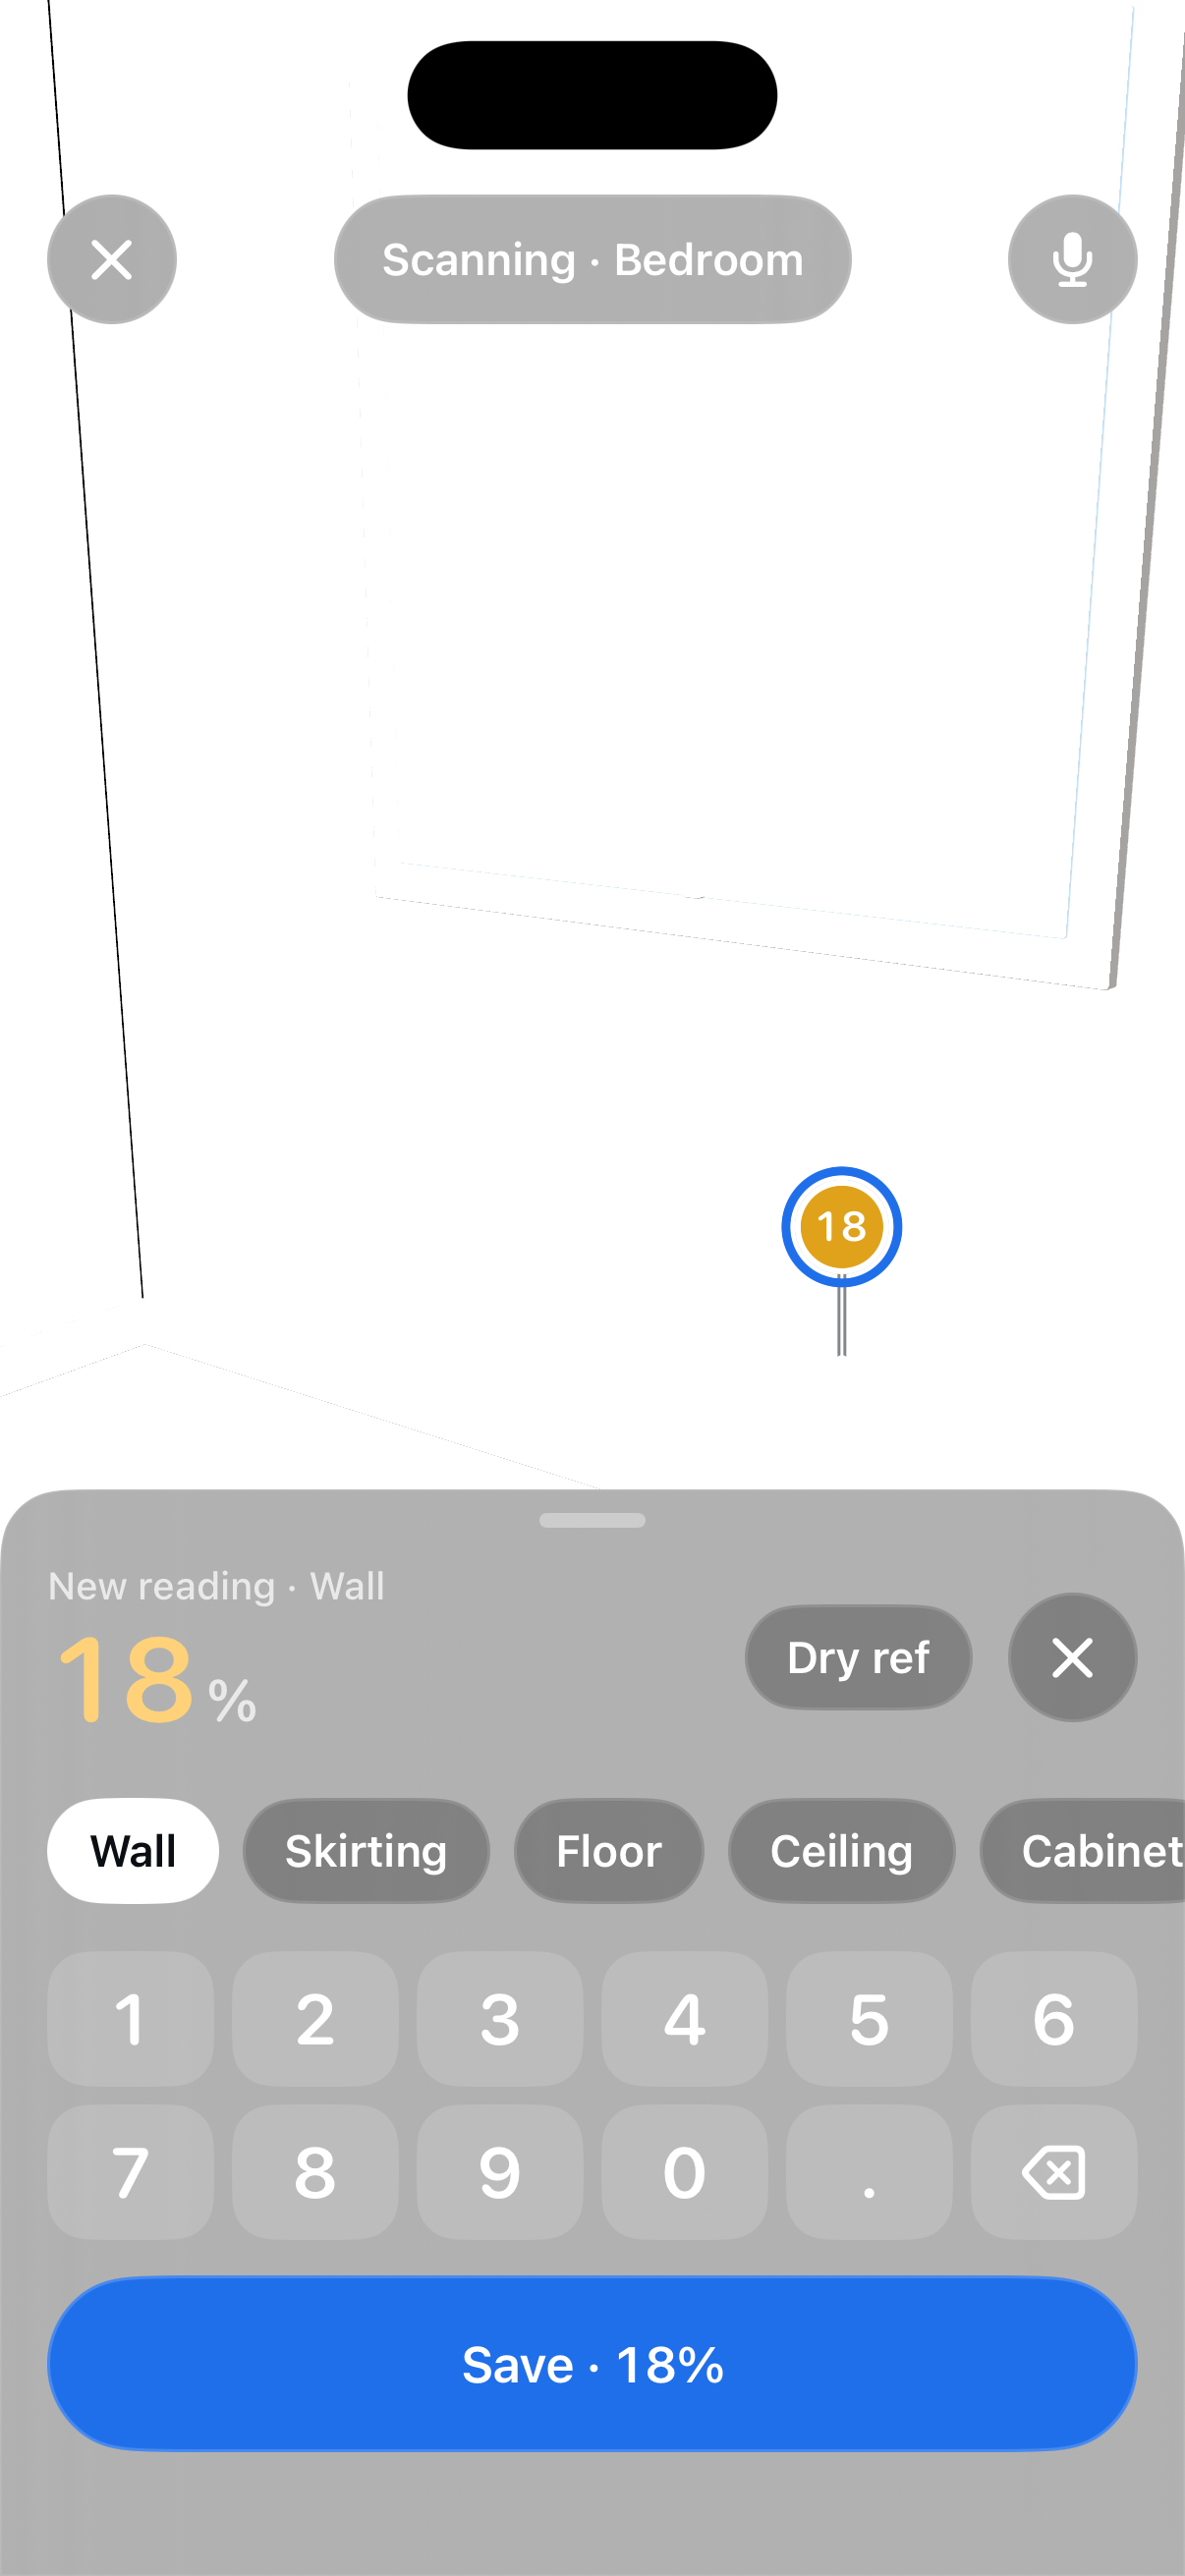 Scanning · Bedroom
18
New reading · Wall
18 %
Dry ref
Wall
Skirting
Floor
Ceiling
Cabinet
1 2 3 4 5 6
7 8 9 0 .
Save · 18%